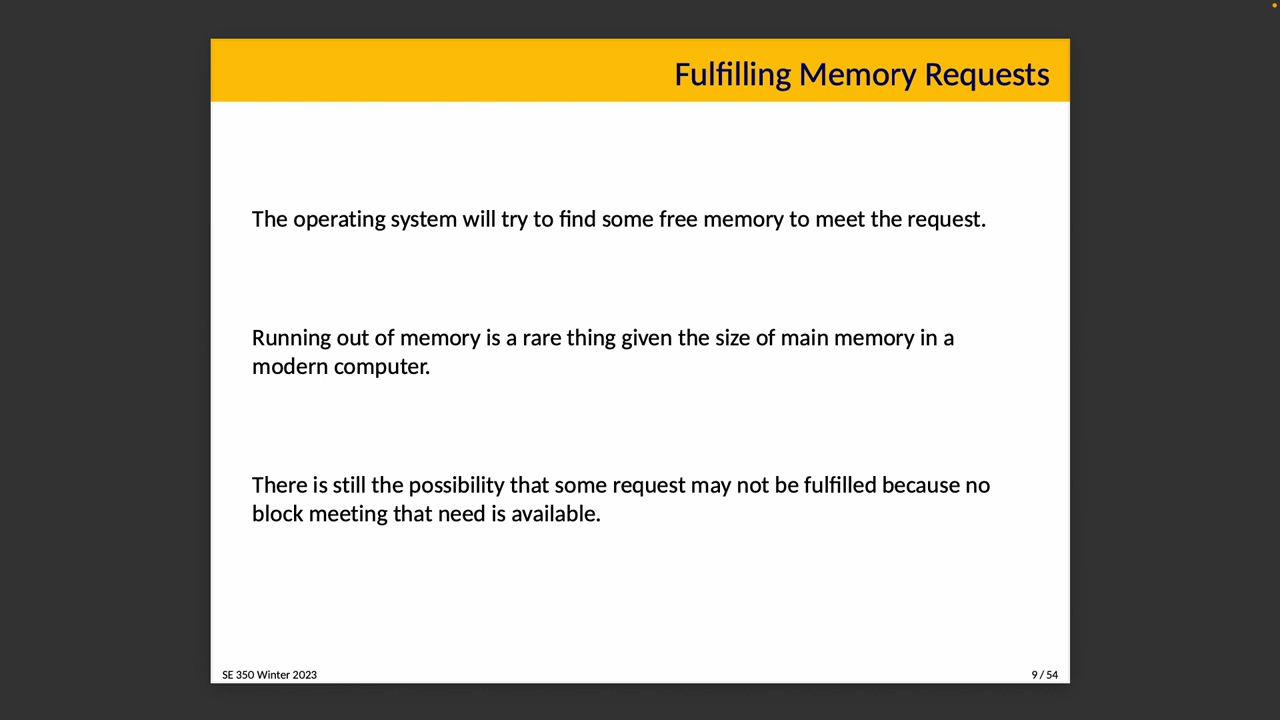 Fulfilling Memory Requests
The operating system will try to find some free memory to meet the request.
Running out of memory is a rare thing given the size of main memory in a
modern computer.
There is still the possibility that some request may not be fulfilled because no
block meeting that need is available.
SE 350 Winter 2023
9 / 54